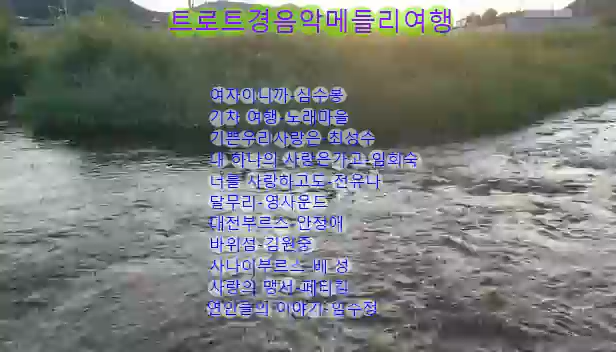 트로트경음악메들리여행
여자이니까-심수봉
기차 여행-노래마을
기쁜우리사랑은-최성수
내 하나의 사랑은가고-임희숙
너를 사랑하고도-전유나
달무리-영사운드
대전부르스-안정애
바위섬-김원중
사나이부르스-배 성
사랑의 맹서-패티김
연인들의 이야기-임수정